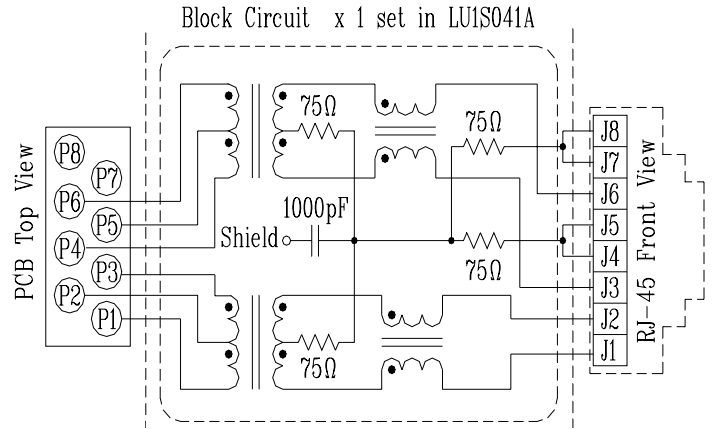 Block Circuit x 1 set in LU1S041A
75Ω
75Ω
J8
P8
J7
P7
J6
P6
1000pF
P5
J5
Shield
P4
J4
P3
75Ω
J3
P2
J2
P1
75Ω
J1
PCB Top View
RJ-45 Front View